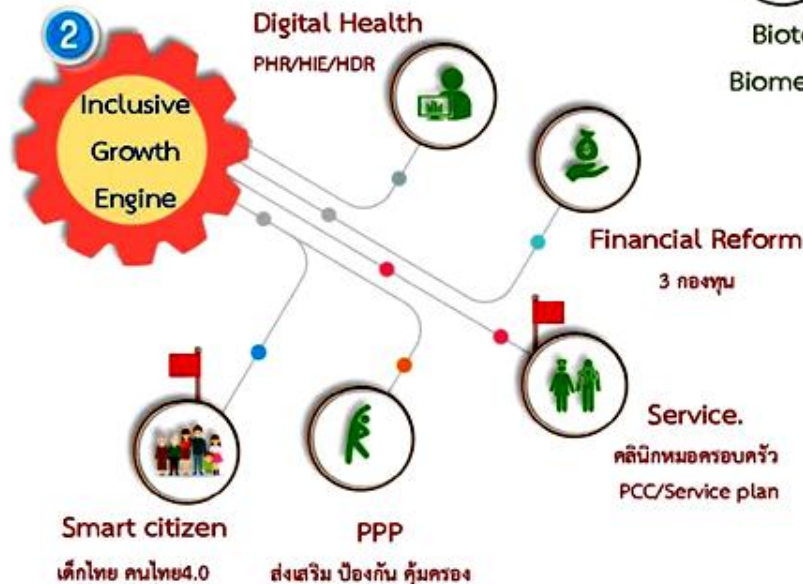 2
Inclusive
Growth
Engine
Digital Health
PHR/HIE/HDR
Financial Reform
3 กองทุน
Service.
คลินิกหมอครอบครัว
PCC/Service plan
PPP
ส่งเสริม ป้องกัน คุ้มครอง
Smart citizen
เด็กไทย คนไทย4.0